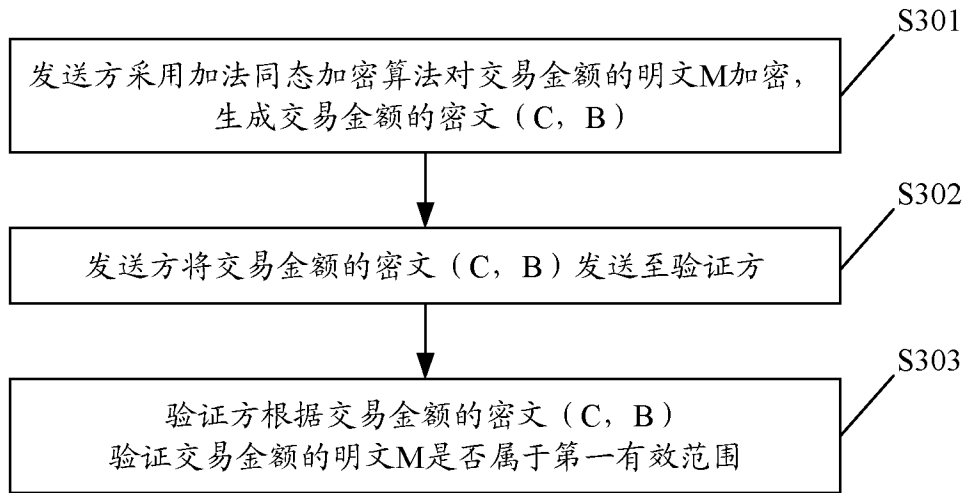 S301
发送方采用加法同态加密算法对交易金额的明文M加密，
生成交易金额的密文（C，B）
S302
发送方将交易金额的密文（C，B）发送至验证方
S303
验证方根据交易金额的密文（C，B）
验证交易金额的明文M是否属于第一有效范围